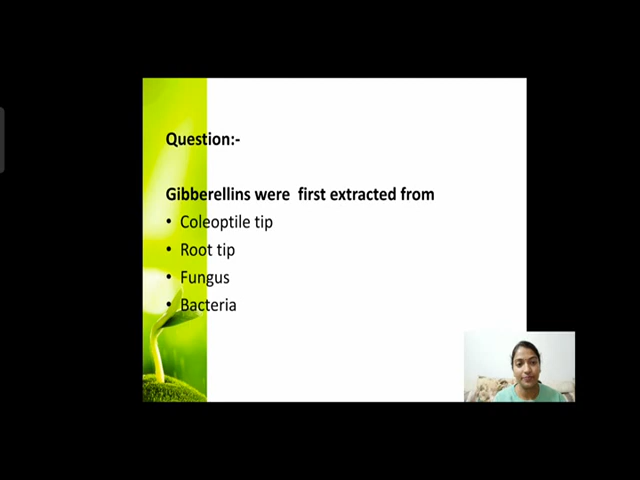 Question:-
Gibberellins were first extracted from
• Coleoptile tip
• Root tip
• Fungus
• Bacteria